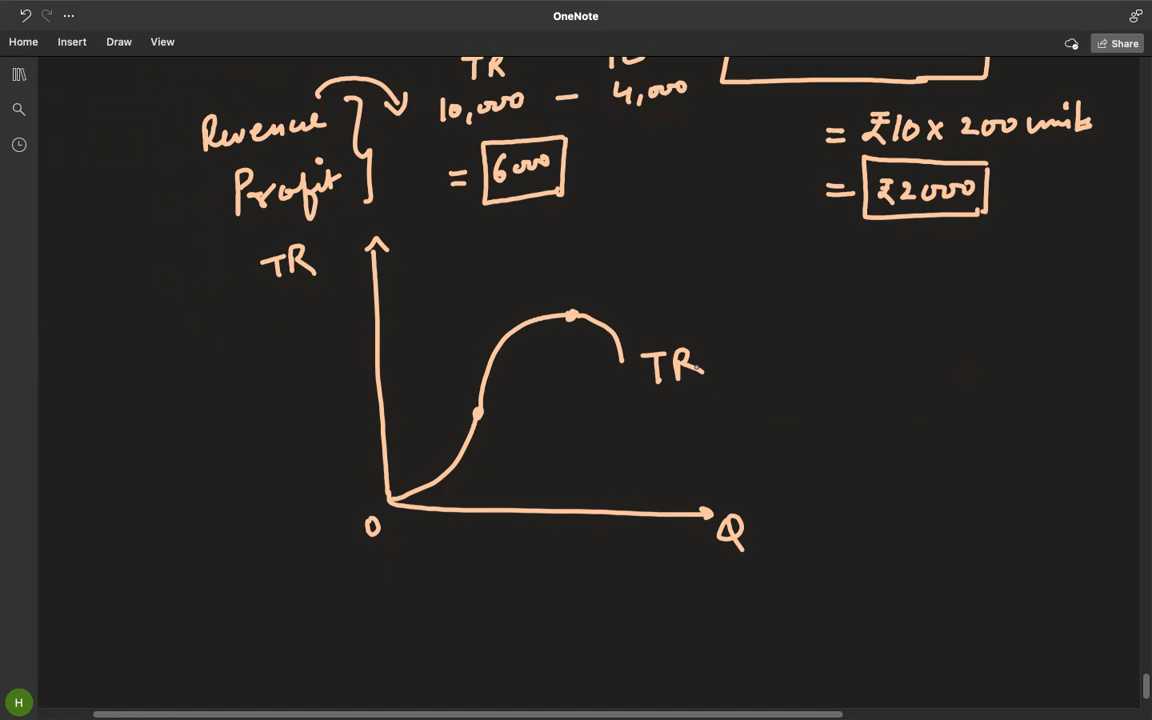 OneNote
Home Insert Draw View
Share
TR
10,000 - 4,000
Revenue
Profit
= 6000
= ₹10 x 200 units
= ₹2000
TR
TR
O
Q
H